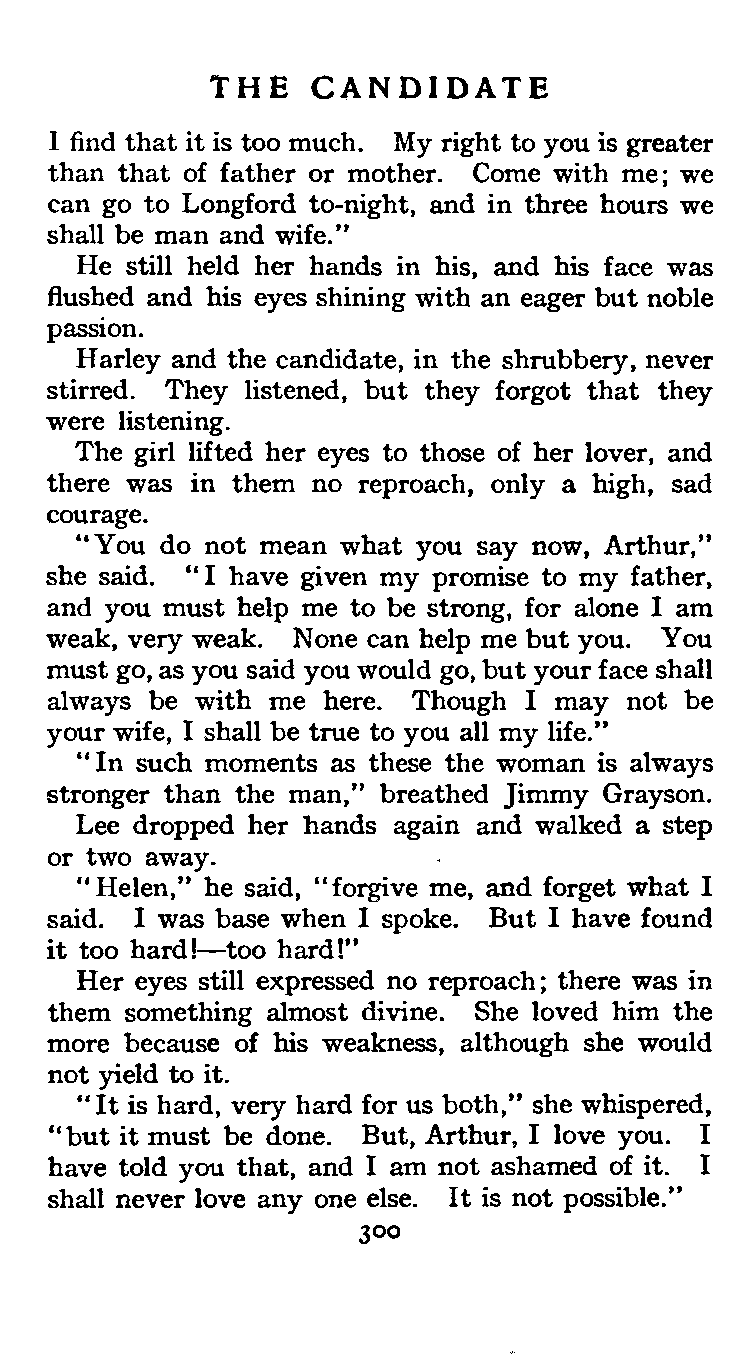 THE CANDIDATE
I find that it is too much. My right to you is greater
than that of father or mother. Come with me; we
can go to Longford to-night, and in three hours we
shall be man and wife."
He still held her hands in his, and his face was
flushed and his eyes shining with an eager but noble
passion.
Harley and the candidate, in the shrubbery, never
stirred. They listened, but they forgot that they
were listening.
The girl lifted her eyes to those of her lover, and
there was in them no reproach, only a high, sad
courage.
"You do not mean what you say now, Arthur,"
she said. "I have given my promise to my father,
and you must help me to be strong, for alone I am
weak, very weak. None can help me but you. You
must go, as you said you would go, but your face shall
always be with me here. Though I may not be
your wife, I shall be true to you all my life."
"In such moments as these the woman is always
stronger than the man," breathed Jimmy Grayson.
Lee dropped her hands again and walked a step
or two away.
"Helen," he said, "forgive me, and forget what I
said. I was base when I spoke. But I have found
it too hard!—too hard!"
Her eyes still expressed no reproach; there was in
them something almost divine. She loved him the
more because of his weakness, although she would
not yield to it.
"It is hard, very hard for us both," she whispered,
"but it must be done. But, Arthur, I love you. I
have told you that, and I am not ashamed of it. I
shall never love any one else. It is not possible."
300